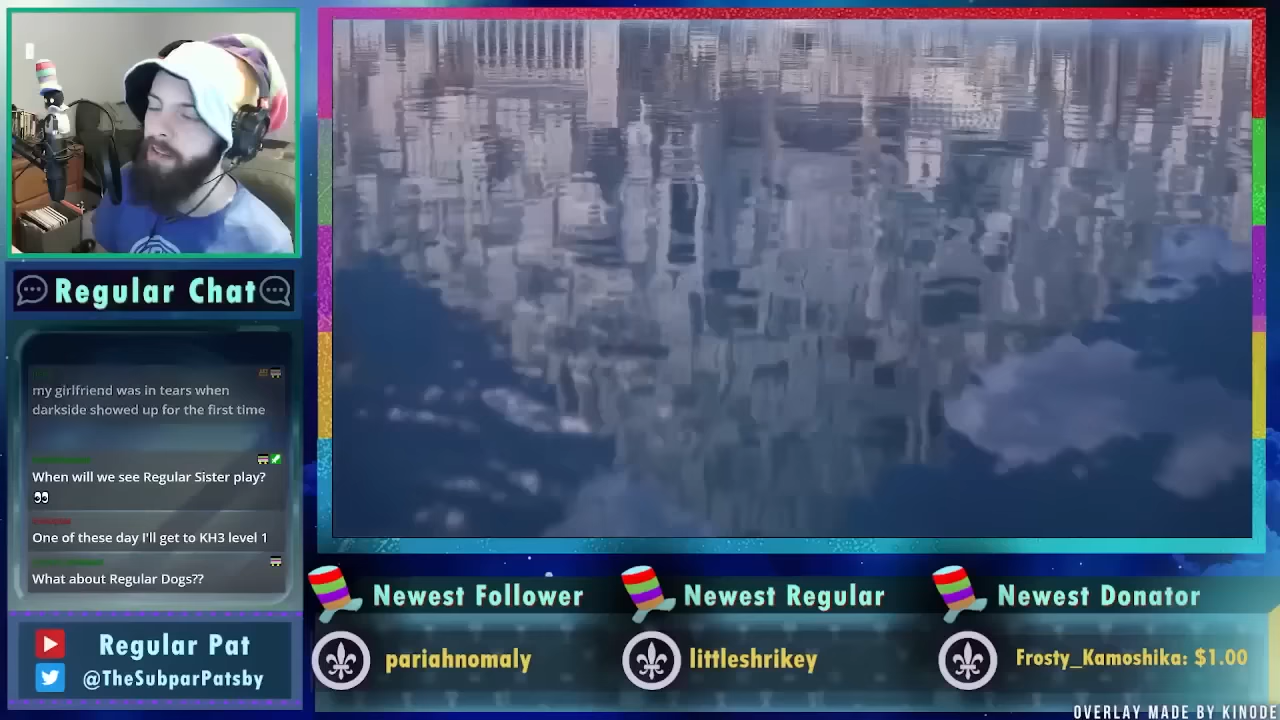 Regular Chat
my girlfriend was in tears when
darkside showed up for the first time
When will we see Regular Sister play?
One of these day I'll get to KH3 level 1
What about Regular Dogs??
Regular Pat
@TheSubparPatsby
Newest Follower
pariahnomaly
Newest Regular
littleshrikey
Newest Donator
Frosty_Kamoshika: $1.00
OVERLAY MADE BY KINODE